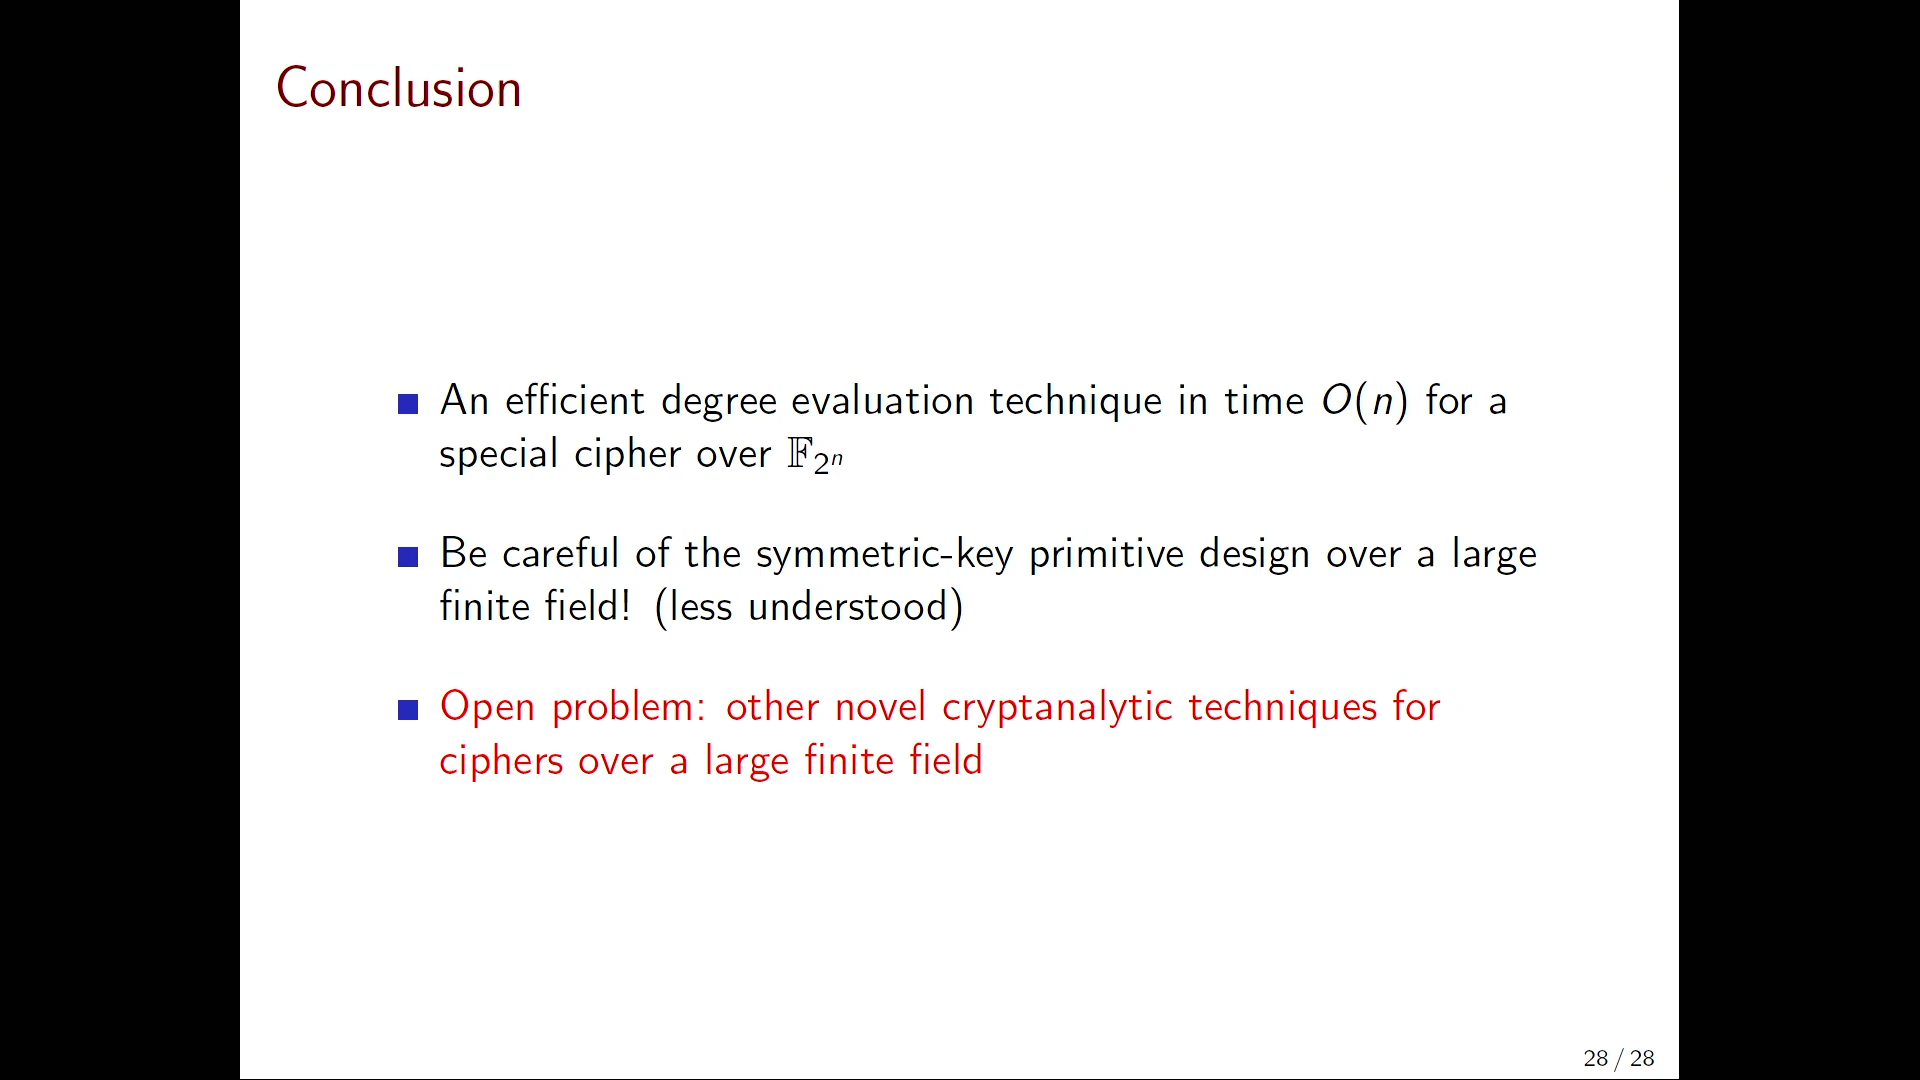 Conclusion
An efficient degree evaluation technique in time O(n) for a
special cipher over 𝔽_{2^n}
Be careful of the symmetric-key primitive design over a large
finite field! (less understood)
Open problem: other novel cryptanalytic techniques for
ciphers over a large finite field
28 / 28